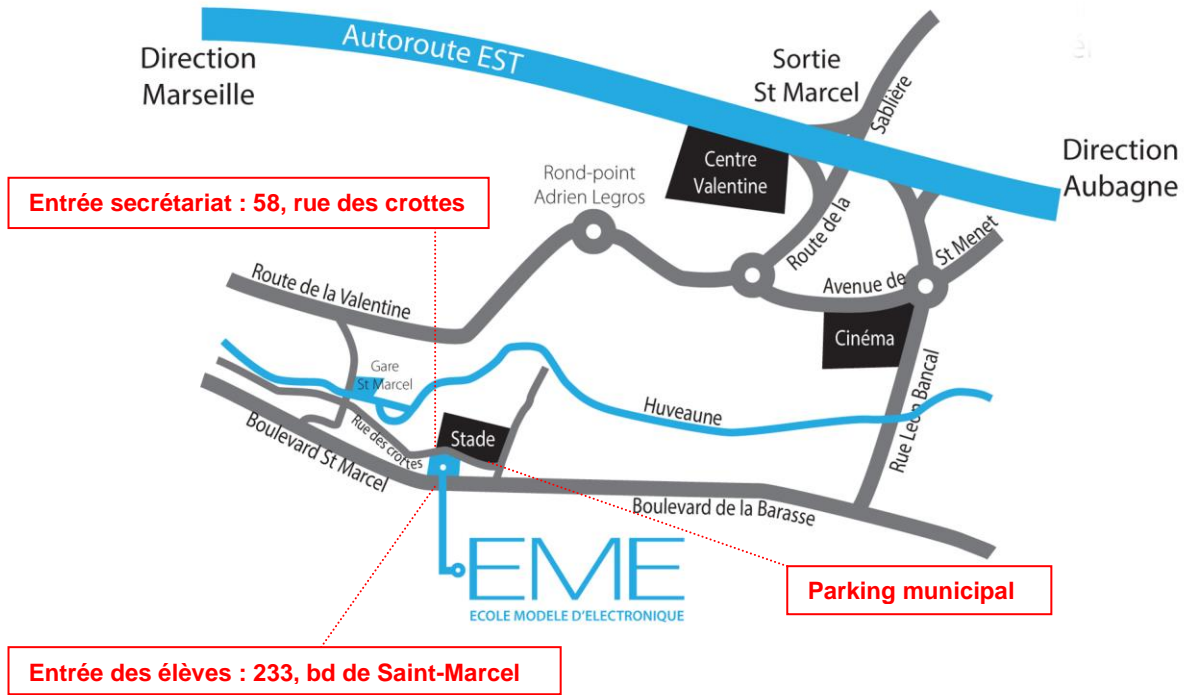 Autoroute EST
Direction
Marseille
Sortie
St Marcel
Sablière
Route de la
Centre
Valentine
Direction
Aubagne
Rond-point
Adrien Legros
Entrée secrétariat : 58, rue des crottes
St Menet
Avenue de
Route de la Valentine
Cinéma
Gare
St Marcel
Huveaune
Rue Léon Bancal
Rue des crottes
Stade
Boulevard St Marcel
Boulevard de la Barasse
EME
ECOLE MODELE D'ELECTRONIQUE
Parking municipal
Entrée des élèves : 233, bd de Saint-Marcel